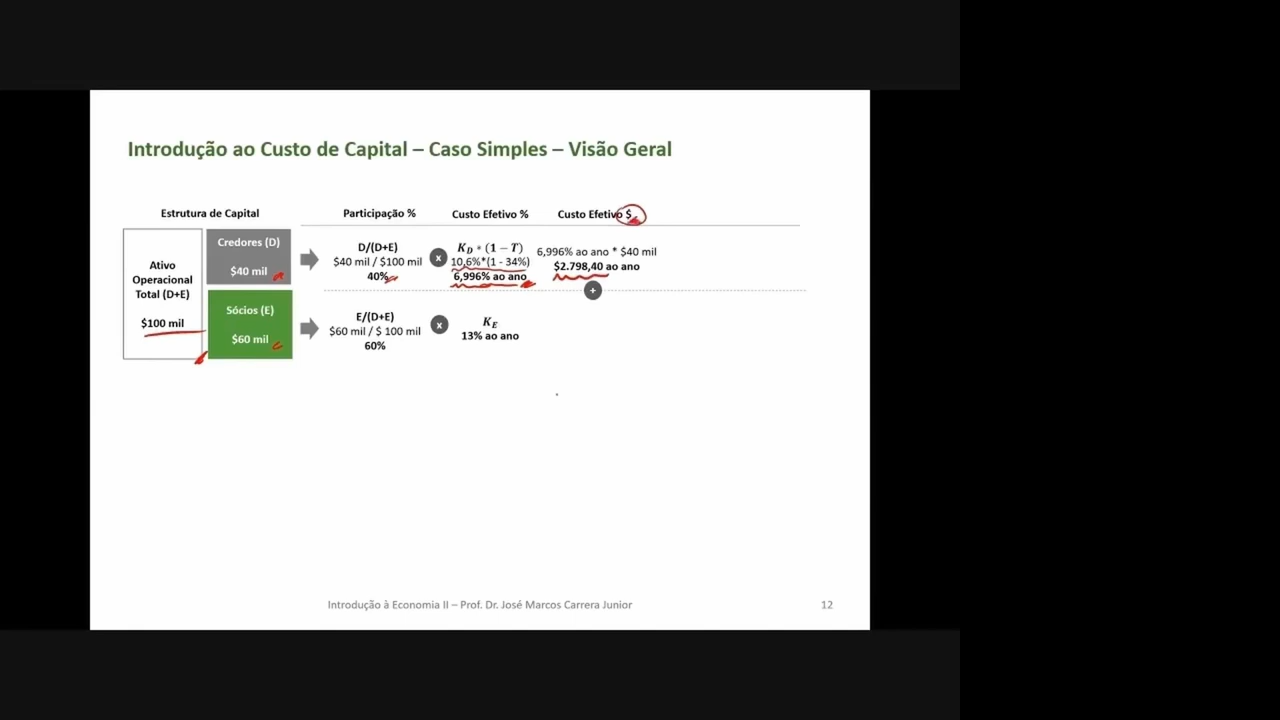 Introdução ao Custo de Capital – Caso Simples – Visão Geral
Estrutura de Capital
Participação %
Custo Efetivo %
Custo Efetivo $
Ativo
Operacional
Total (D+E)
$100 mil
Credores (D)
$40 mil
D/(D+E)
$40 mil / $100 mil
40%
x
K_D * (1 − T)
10,6%*(1 - 34%)
6,996% ao ano
6,996% ao ano * $40 mil
$2.798,40 ao ano
+
Sócios (E)
$60 mil
E/(D+E)
$60 mil / $ 100 mil
60%
x
K_E
13% ao ano
Introdução à Economia II – Prof. Dr. José Marcos Carrera Junior
12